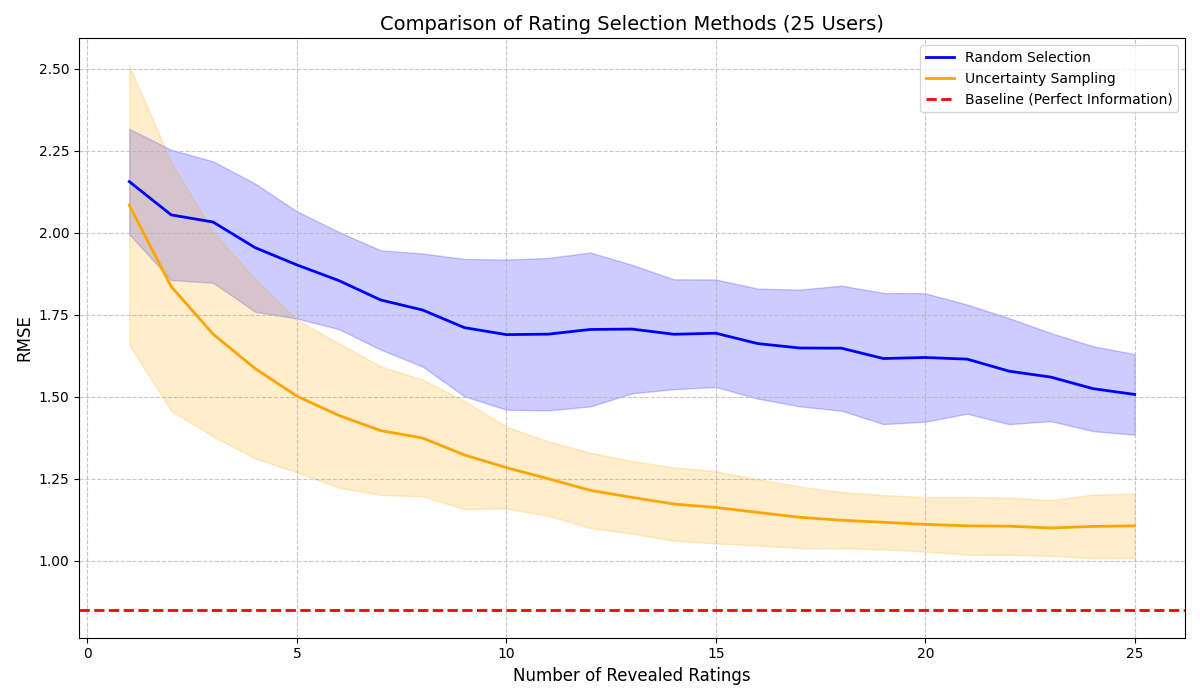 Comparison of Rating Selection Methods (25 Users)
Random Selection
Uncertainty Sampling
Baseline (Perfect Information)
RMSE
2.50
2.25
2.00
1.75
1.50
1.25
1.00
0 5 10 15 20 25
Number of Revealed Ratings